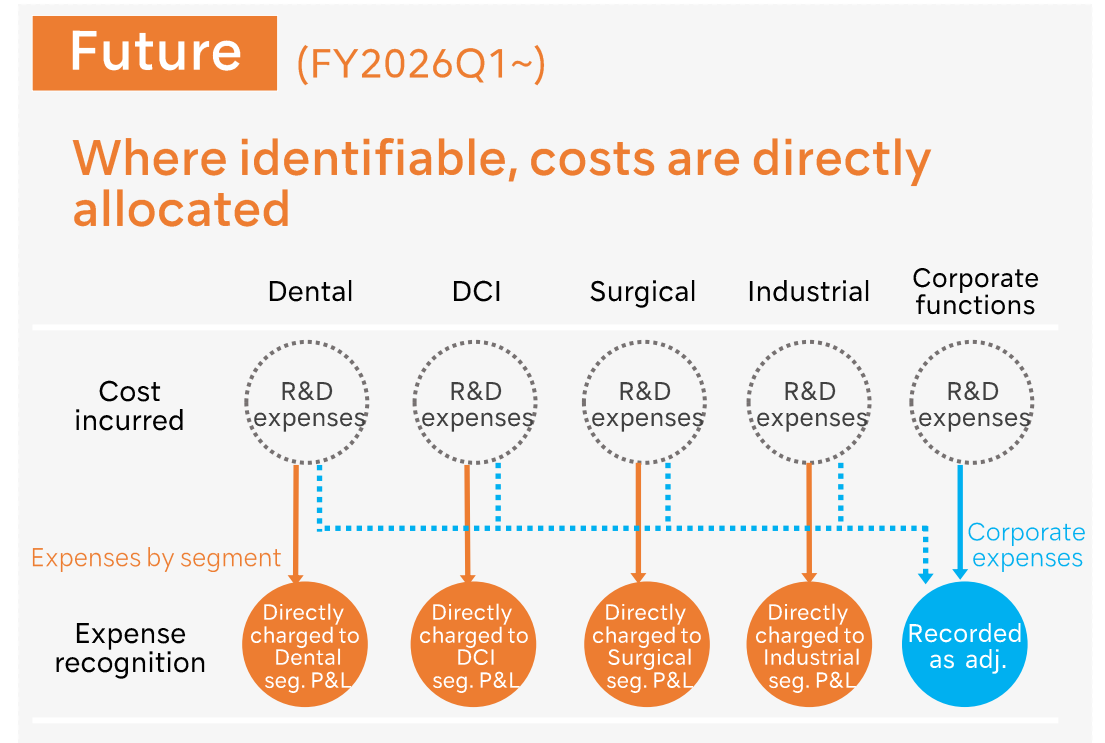 Future
(FY2026Q1~)
Where identifiable, costs are directly
allocated
Dental
DCI
Surgical
Industrial
Corporate
functions
Cost
incurred
R&D
expenses
R&D
expenses
R&D
expenses
R&D
expenses
R&D
expenses
Expenses by segment
Corporate
expenses
Expense
recognition
Directly
charged to
Dental
seg. P&L
Directly
charged to
DCI
seg. P&L
Directly
charged to
Surgical
seg. P&L
Directly
charged to
Industrial
seg. P&L
Recorded
as adj.